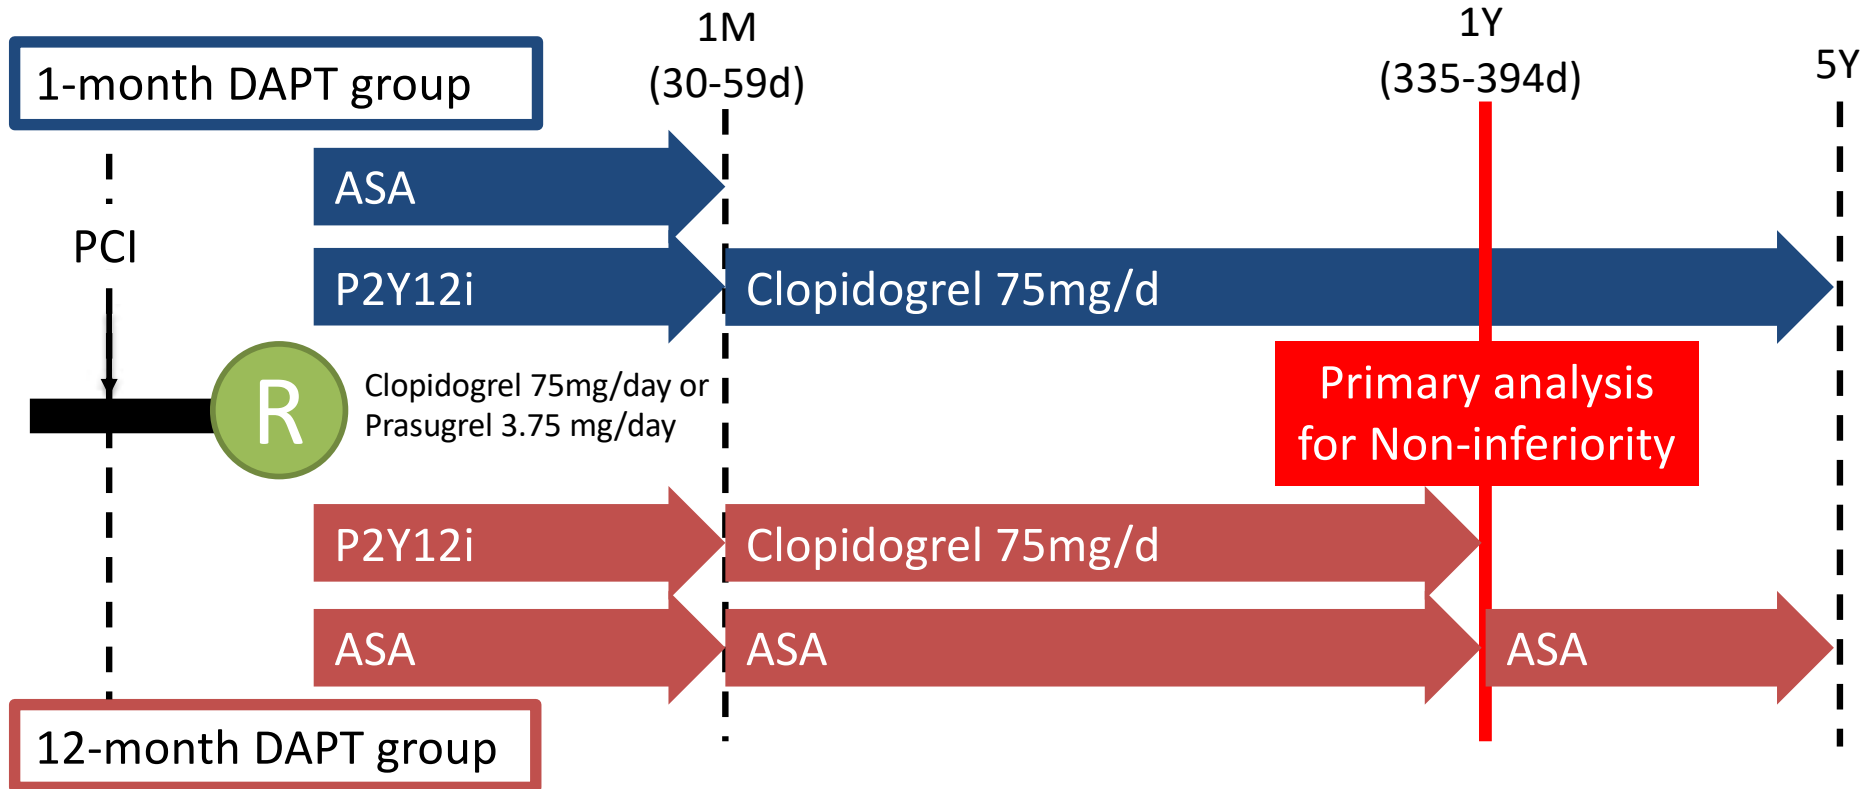 1-month DAPT group
1M
(30-59d)
1Y
(335-394d)
5Y
ASA
PCI
P2Y12i
Clopidogrel 75mg/d
R
Clopidogrel 75mg/day or
Prasugrel 3.75 mg/day
Primary analysis
for Non-inferiority
P2Y12i
Clopidogrel 75mg/d
ASA
ASA
ASA
12-month DAPT group